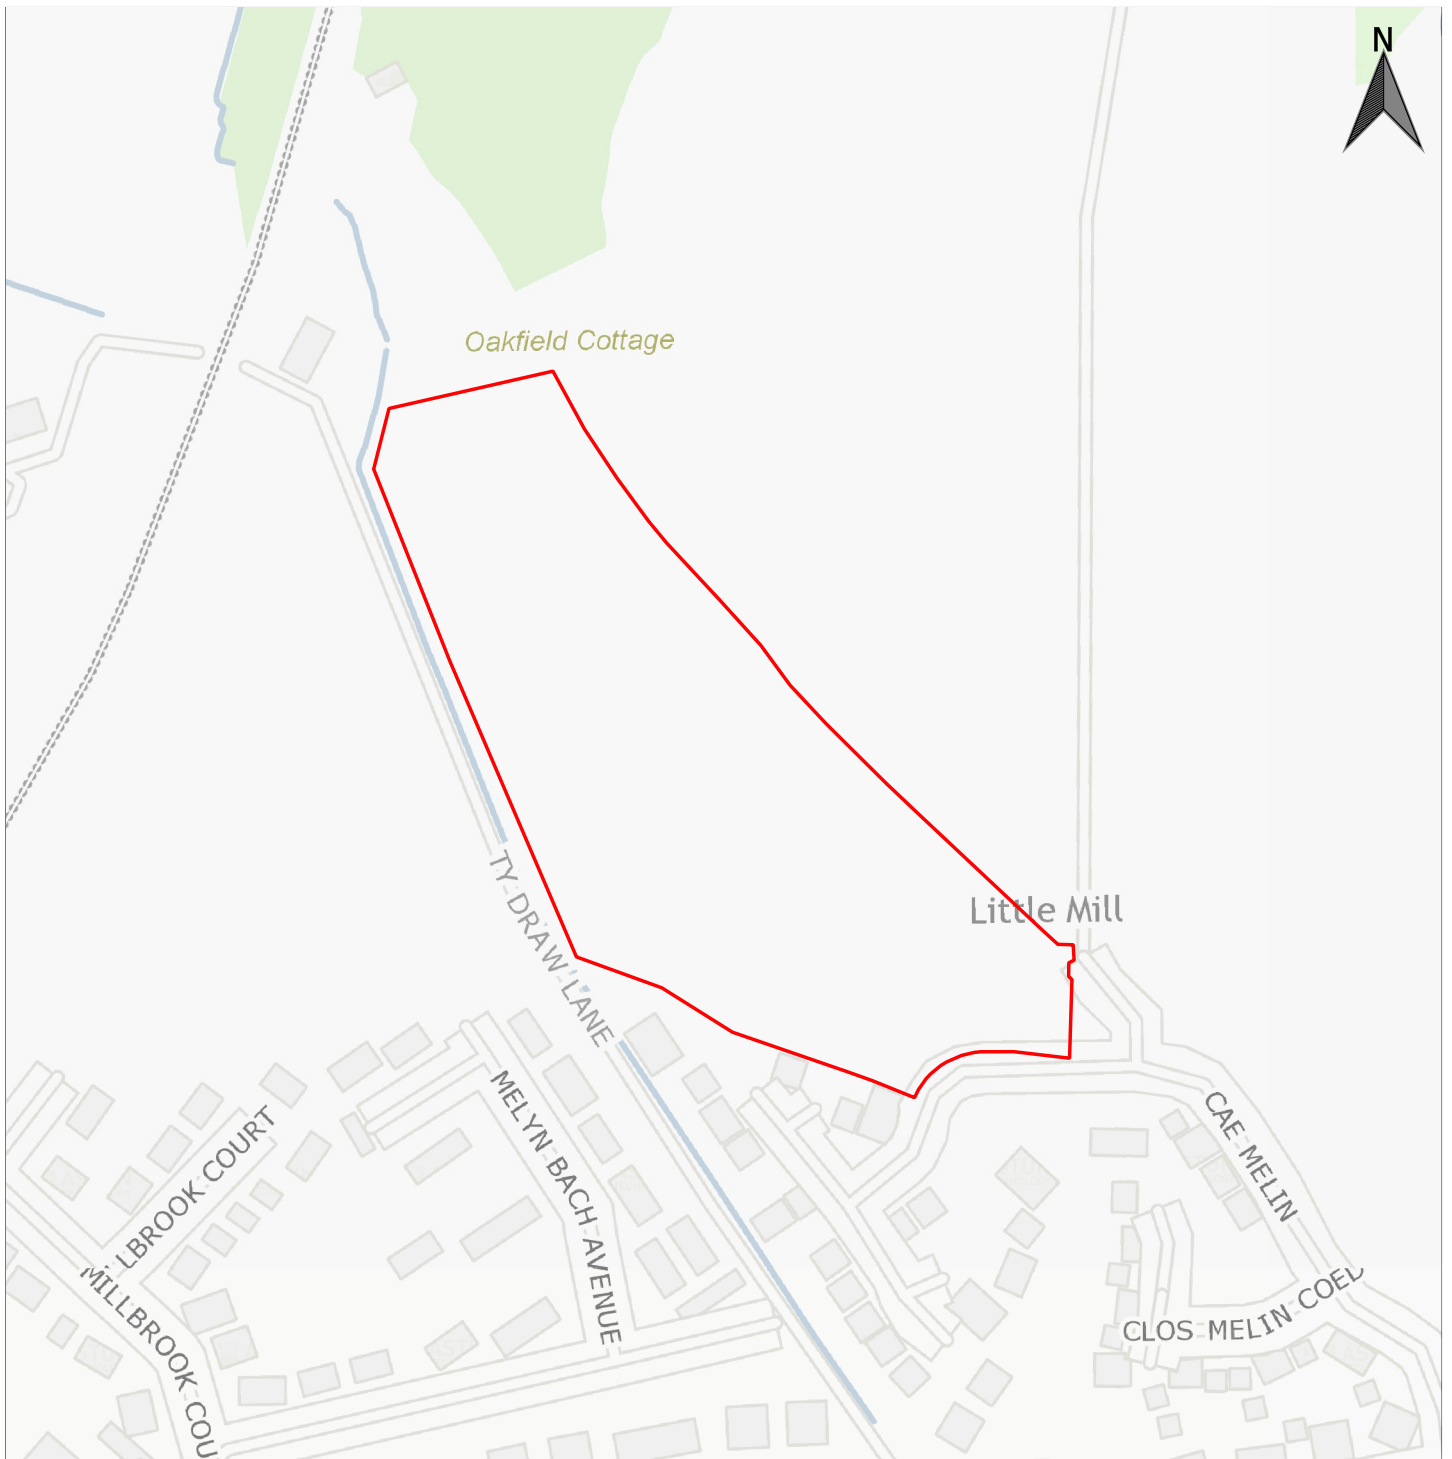 N
Oakfield Cottage
Little Mill
TY DRAW LANE
MELYN BACH AVENUE
LBROOK COURT
MILLBROOK COU
CAE MELIN
CLOS MELIN COED